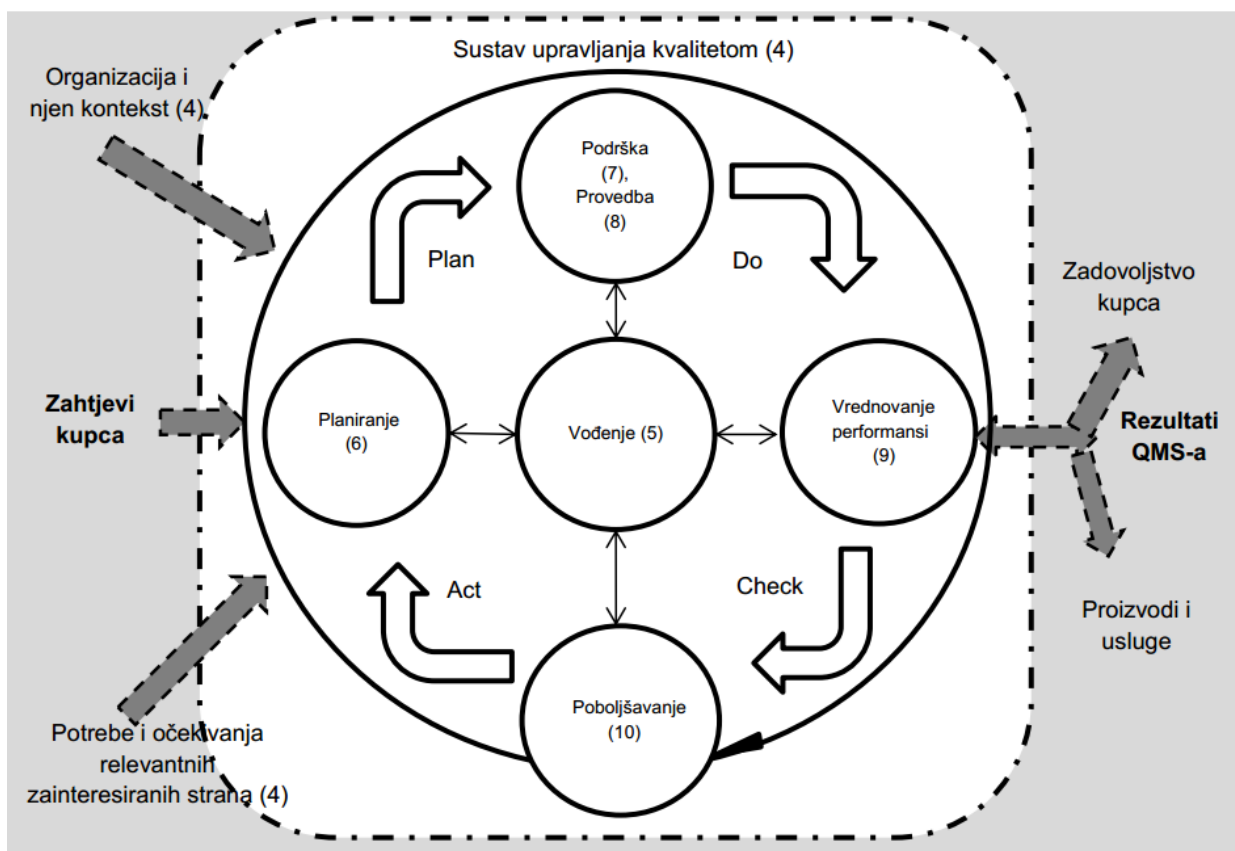 Sustav upravljanja kvalitetom (4)
Organizacija i
njen kontekst (4)
Podrška
(7),
Provedba
(8)
Plan
Do
Zadovoljstvo
kupca
Zahtjevi
kupca
Planiranje
(6)
Vođenje (5)
Vrednovanje
performansi
(9)
Rezultati
QMS-a
Act
Check
Proizvodi i
usluge
Poboljšavanje
(10)
Potrebe i očekivanja
relevantnih
zainteresiranih strana (4)